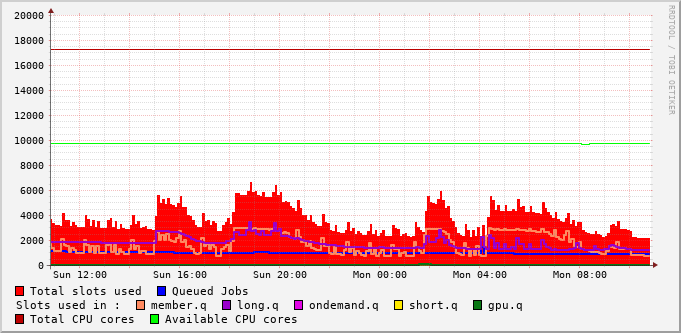 20000
18000
16000
14000
12000
10000
8000
6000
4000
2000
0
Sun 12:00 Sun 16:00 Sun 20:00 Mon 00:00 Mon 04:00 Mon 08:00
Total slots used Queued Jobs
Slots used in : member.q long.q ondemand.q short.q gpu.q
Total CPU cores Available CPU cores
RRDTOOL / TOBI OETIKER